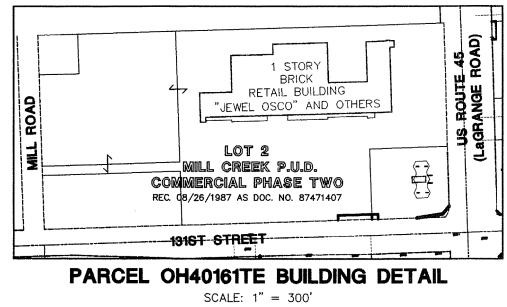 1 STORY
BRICK
RETAIL BUILDING
"JEWEL OSCO" AND OTHERS
MILL ROAD
US ROUTE 45
(LaGRANGE ROAD)
LOT 2
MILL CREEK P.U.D.
COMMERCIAL PHASE TWO
REC. 08/26/1987 AS DOC. NO. 87471407
131ST STREET
PARCEL OH40161TE BUILDING DETAIL
SCALE: 1" = 300'